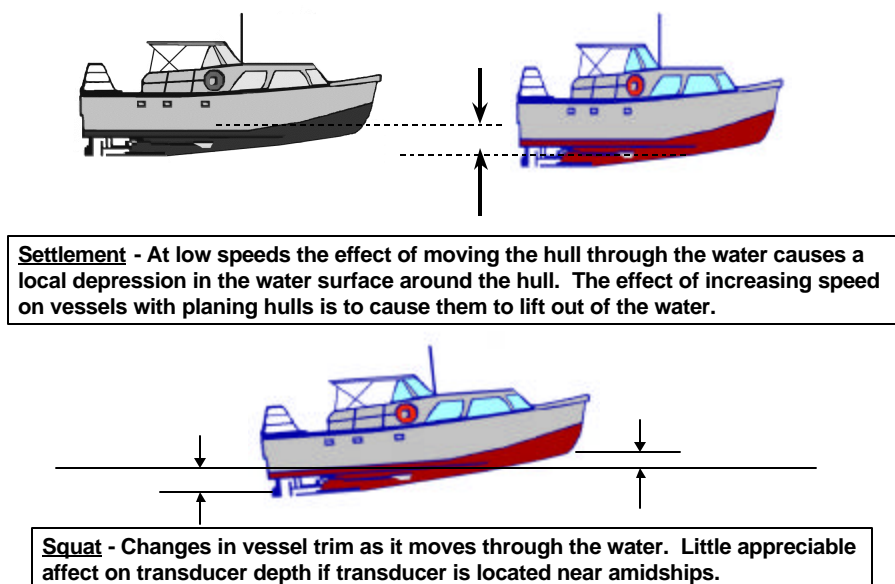 Settlement - At low speeds the effect of moving the hull through the water causes a
local depression in the water surface around the hull. The effect of increasing speed
on vessels with planing hulls is to cause them to lift out of the water.
Squat - Changes in vessel trim as it moves through the water. Little appreciable
affect on transducer depth if transducer is located near amidships.